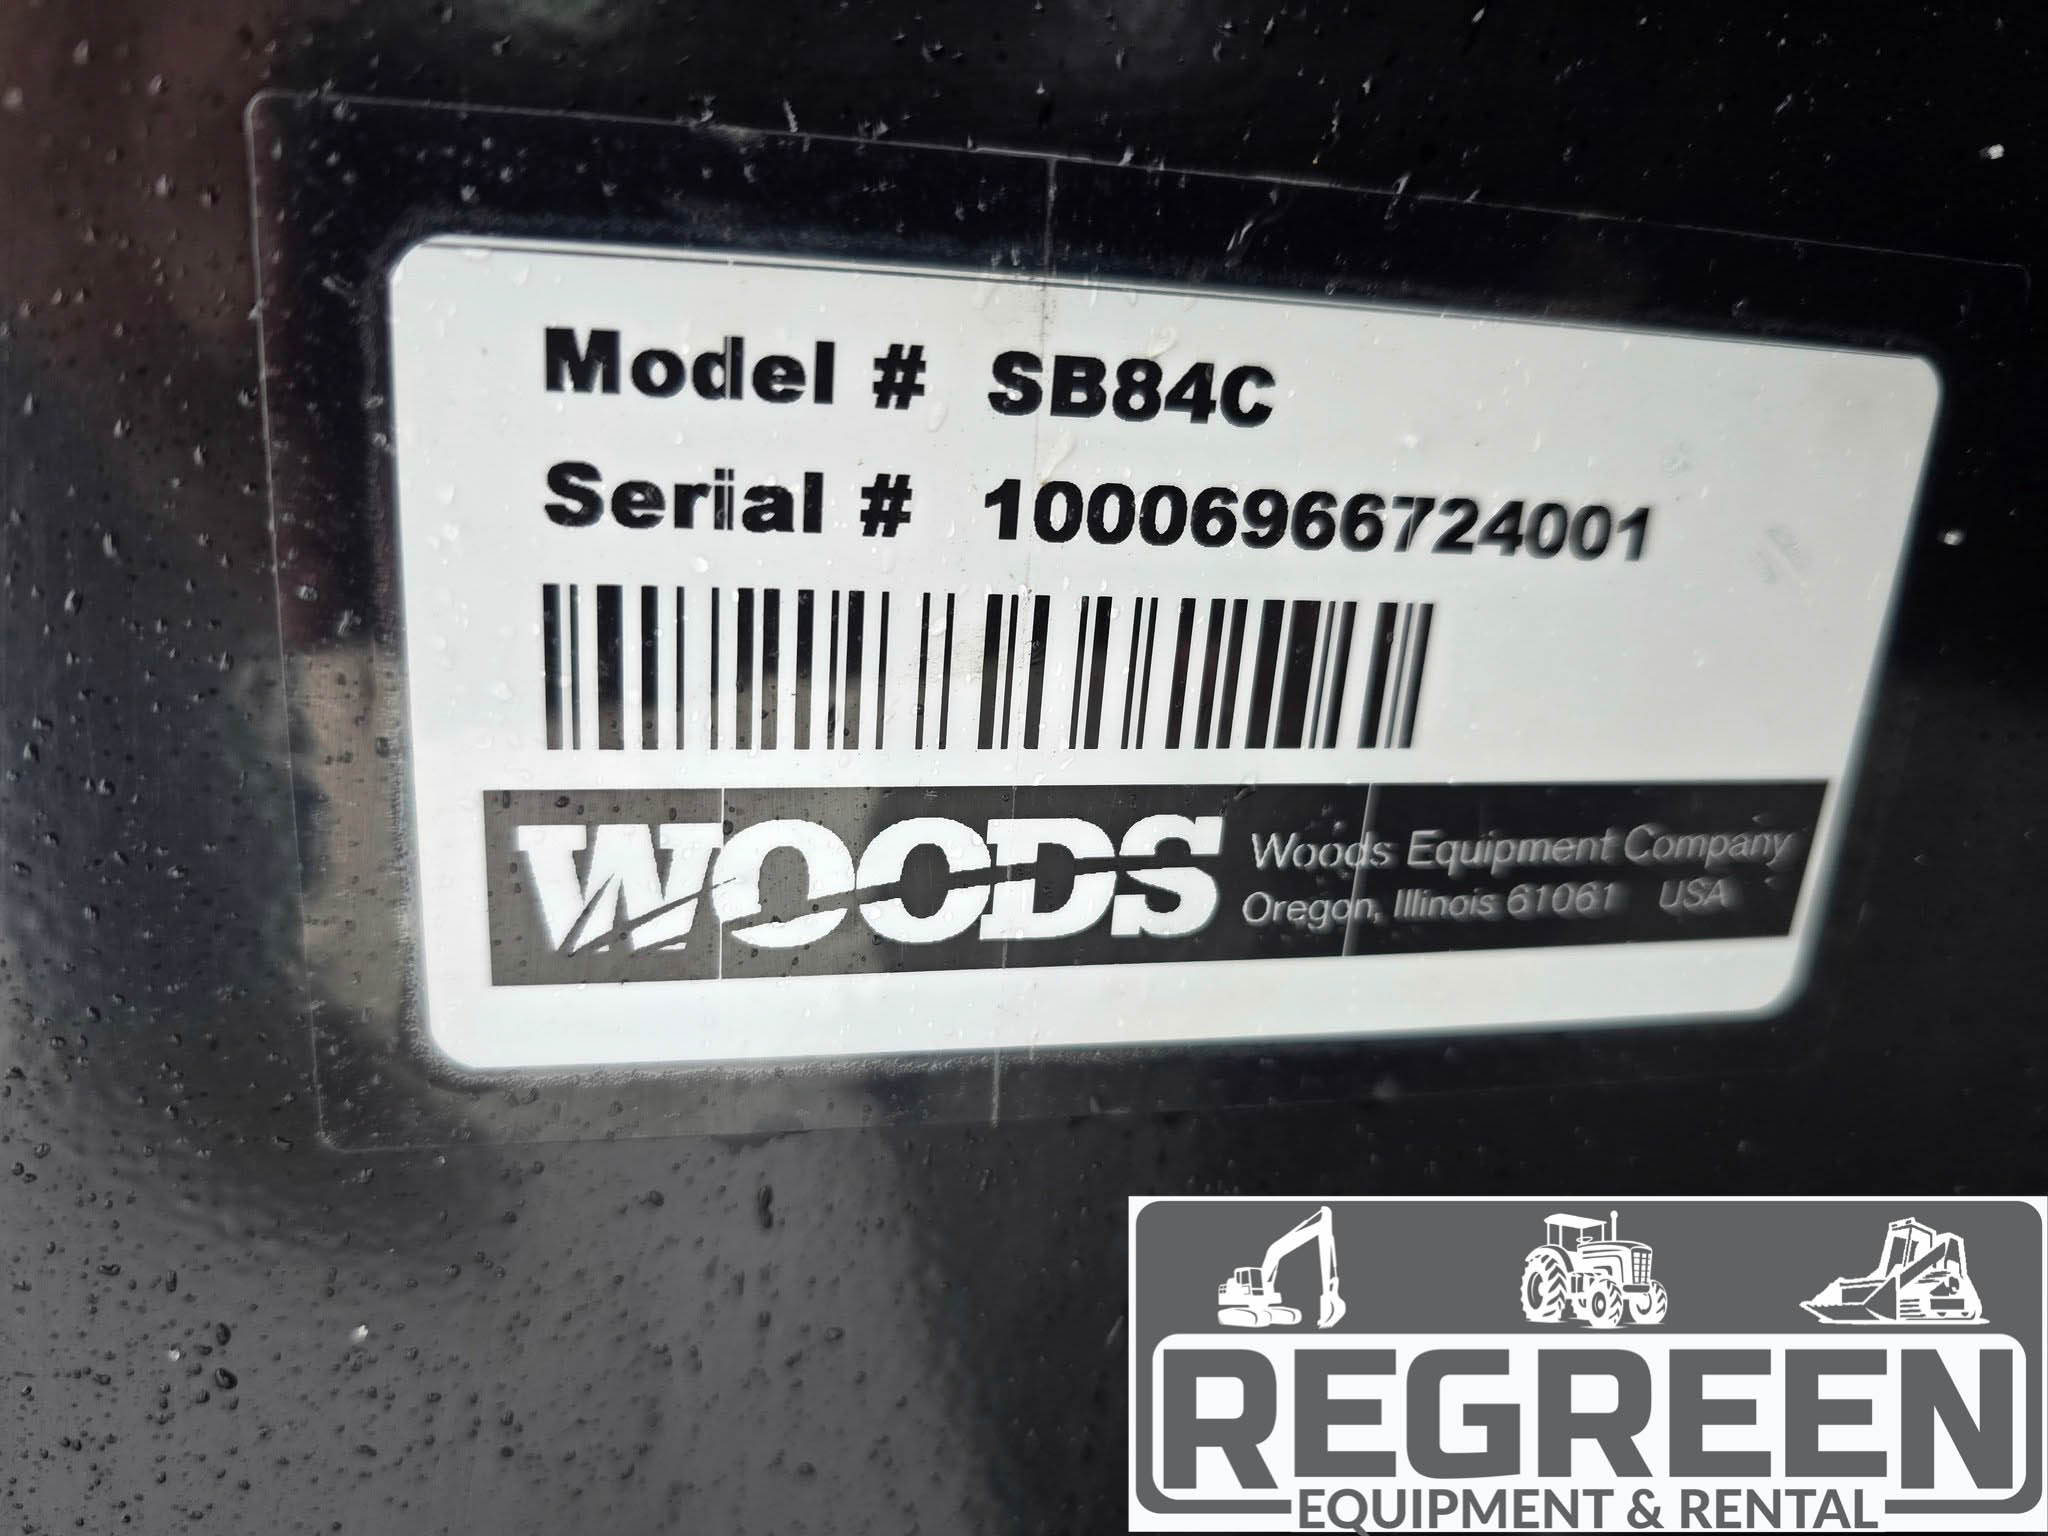 Model # SB84C
Serial # 10006966724001
WOODS
Woods Equipment Company
Oregon, Illinois 61061 USA
REGREEN
EQUIPMENT & RENTAL